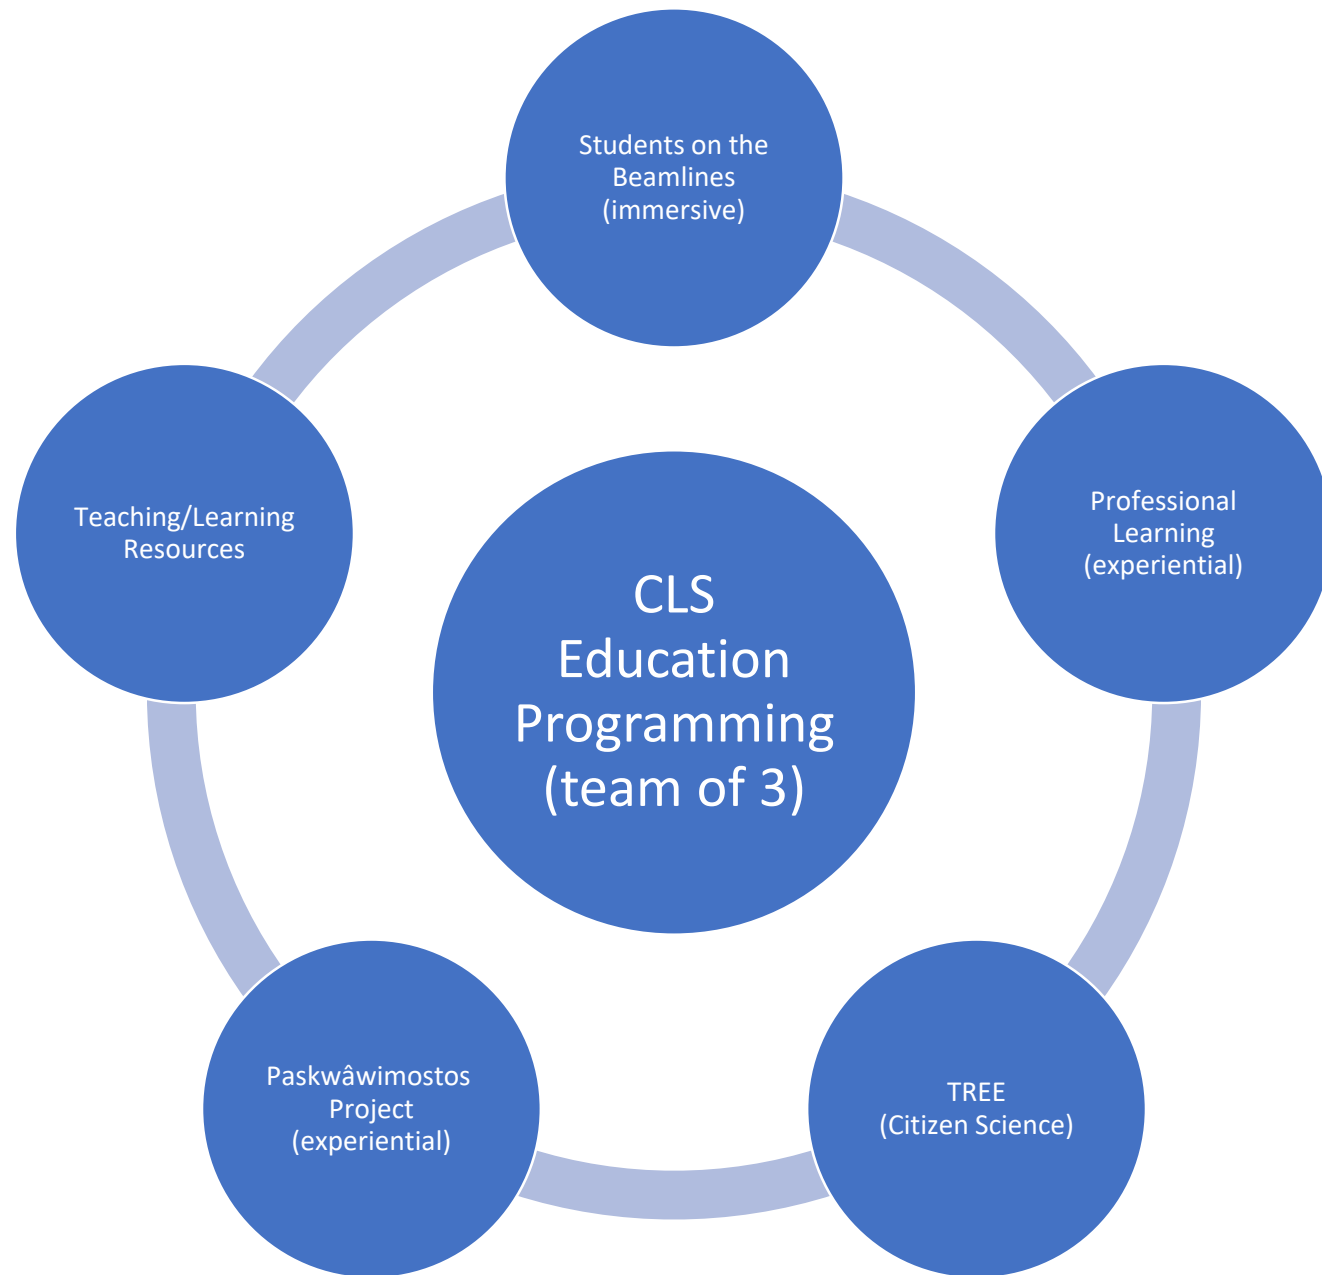 Students on the
Beamlines
(immersive)
Professional
Learning
(experiential)
TREE
(Citizen Science)
Paskwâwimostos
Project
(experiential)
Teaching/Learning
Resources
CLS
Education
Programming
(team of 3)